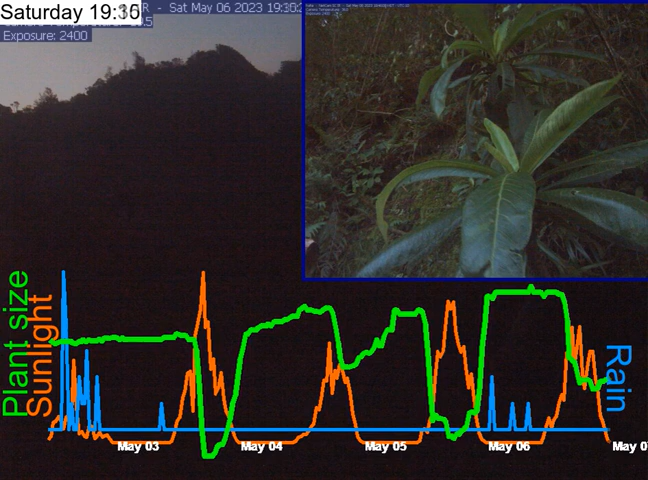 Saturday 19:36
R - Sat May 06 2023 19:36:
Exposure: 2400
Plant size
Sunlight
Rain
May 03
May 04
May 05
May 06
May 0